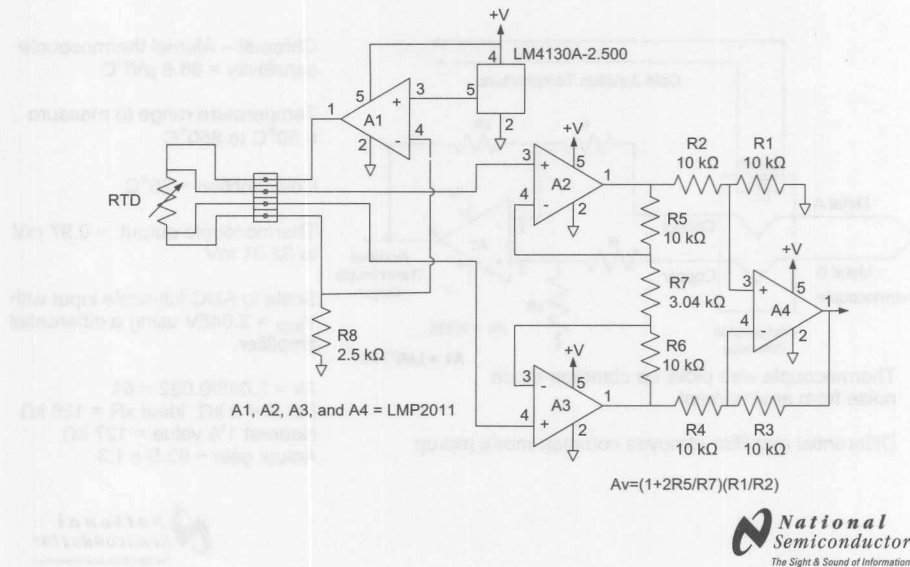 +V
4
LM4130A-2.500
5
2
1
5
A1
+
-
3
4
2
RTD
R8
2.5 kΩ
+V
3
+
4
-
A2
5
1
2
R2
10 kΩ
R1
10 kΩ
R5
10 kΩ
R7
3.04 kΩ
R6
10 kΩ
+V
3
+
4
-
A4
5
1
2
+V
3
-
4
+
A3
5
1
2
R4
10 kΩ
R3
10 kΩ
A1, A2, A3, and A4 = LMP2011
Av=(1+2R5/R7)(R1/R2)
National
Semiconductor
The Sight & Sound of Information